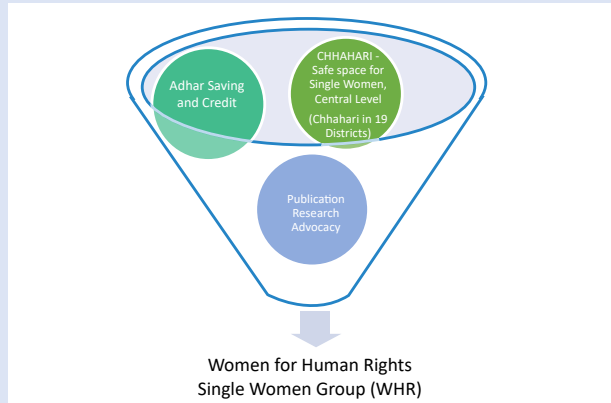 Adhar Saving
and Credit
CHHAHARI -
Safe space for
Single Women,
Central Level
(Chhahari in 19
Districts)
Publication
Research
Advocacy
Women for Human Rights
Single Women Group (WHR)